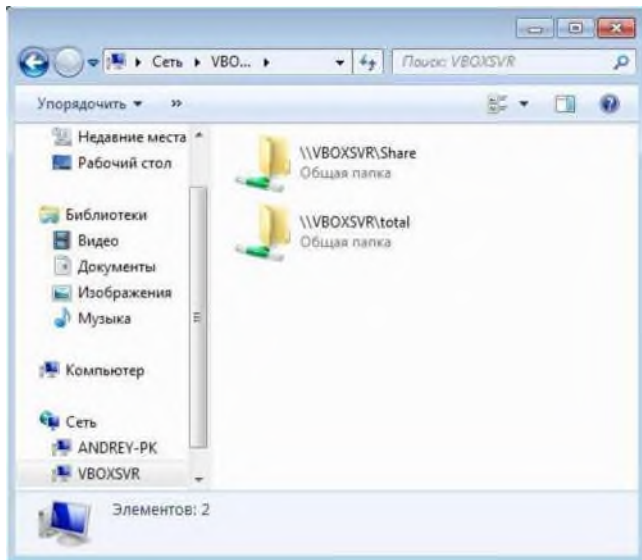 Сеть ▸ VBO... ▸
Поиск: VBOXSVR
Упорядочить ▾ »
Недавние места
Рабочий стол
Библиотеки
Видео
Документы
Изображения
Музыка
Компьютер
Сеть
ANDREY-PK
VBOXSVR
\\VBOXSVR\Share
Общая папка
\\VBOXSVR\total
Общая папка
Элементов: 2